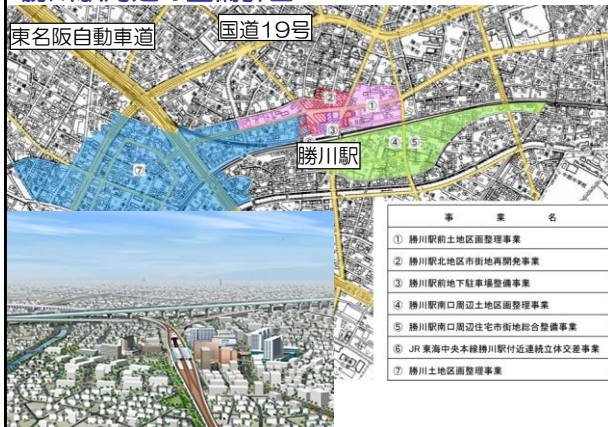 東名阪自動車道
国道19号
勝川駅
①
②
③
④ ⑤
⑦
事業名
① 勝川駅前土地区画整理事業
② 勝川駅北地区市街地再開発事業
③ 勝川駅前地下駐車場整備事業
④ 勝川駅南口周辺土地区画整理事業
⑤ 勝川駅南口周辺住宅市街地総合整備事業
⑥ JR東海中央本線勝川駅付近連続立体交差事業
⑦ 勝川土地区画整理事業